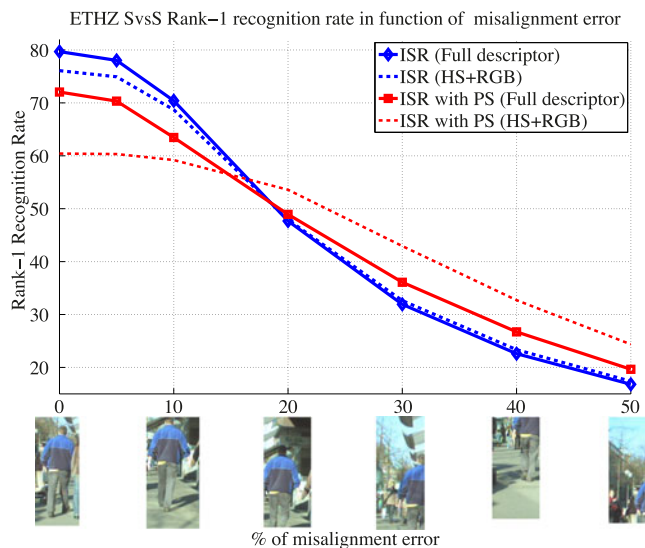 ETHZ SvsS Rank−1 recognition rate in function of misalignment error
80
70
60
50
40
30
20
Rank−1 Recognition Rate
ISR (Full descriptor)
ISR (HS+RGB)
ISR with PS (Full descriptor)
ISR with PS (HS+RGB)
0 10 20 30 40 50
% of misalignment error